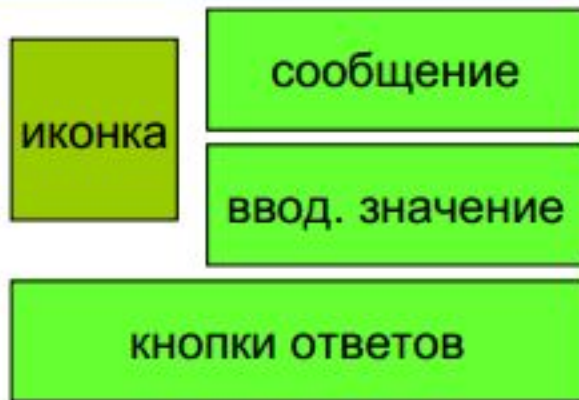 иконка
сообщение
ввод. значение
кнопки ответов